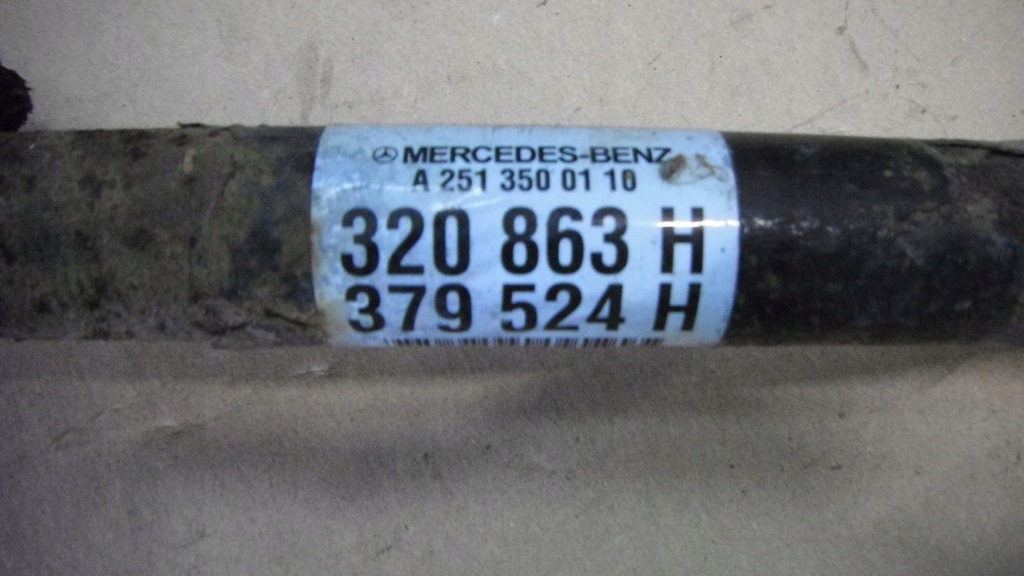 MERCEDES-BENZ
A 251 350 01 10
320 863 H
379 524 H